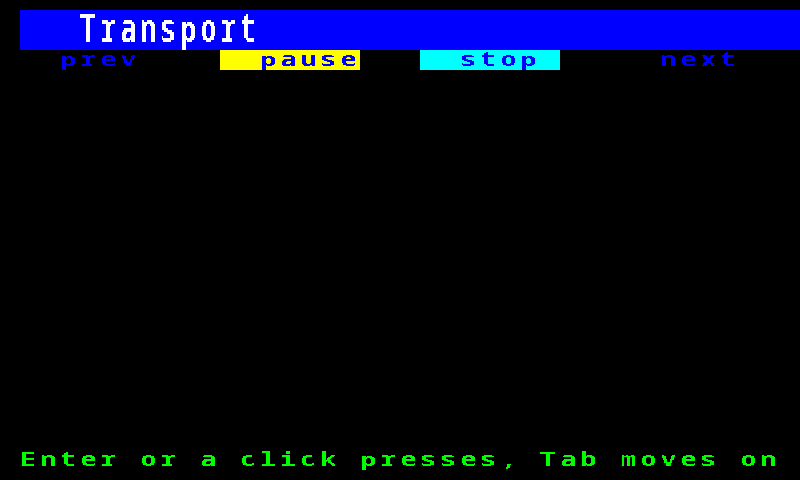 Transport
prev pause stop next
Enter or a click presses, Tab moves on